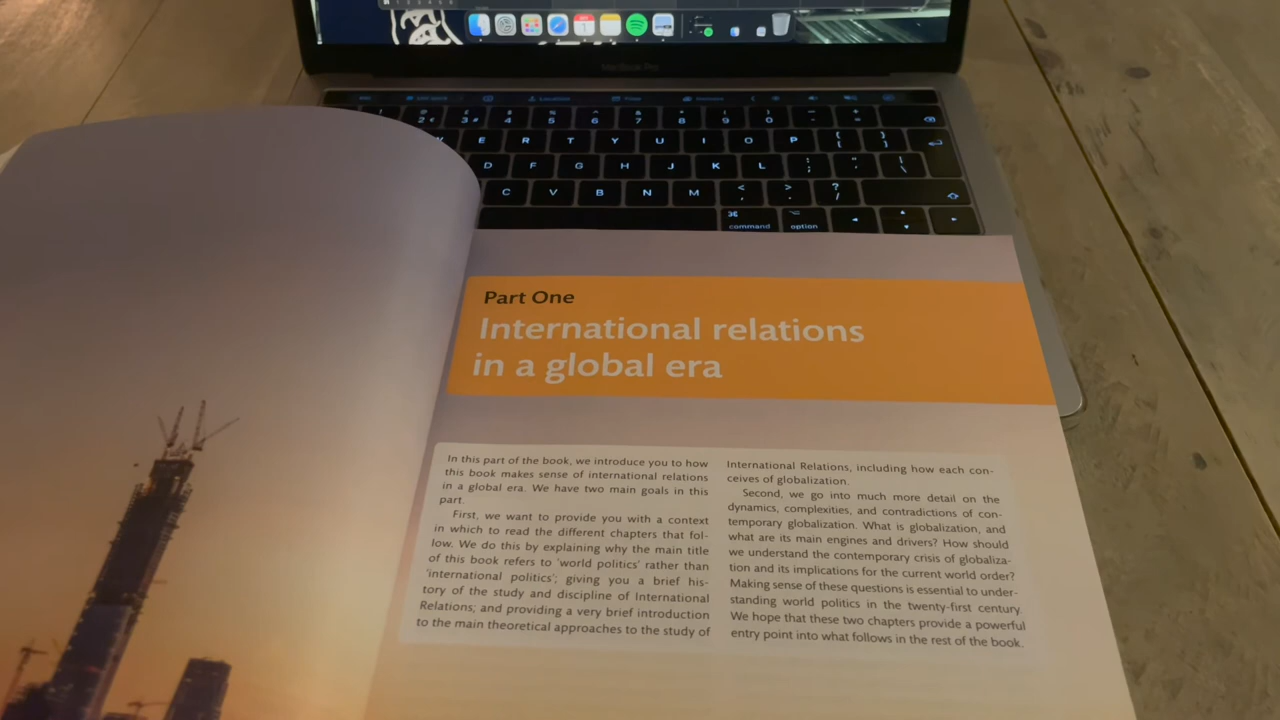 MacBook Pro
E R T Y U I O P
D F G H J K L
C V B N M
command option
Part One
International relations
in a global era
In this part of the book, we introduce you to how
this book makes sense of international relations
in a global era. We have two main goals in this
part.
First, we want to provide you with a context
in which to read the different chapters that fol-
low. We do this by explaining why the main title
of this book refers to ‘world politics’ rather than
‘international politics’; giving you a brief his-
tory of the study and discipline of International
Relations; and providing a very brief introduction
to the main theoretical approaches to the study of
International Relations, including how each con-
ceives of globalization.
Second, we go into much more detail on the
dynamics, complexities, and contradictions of con-
temporary globalization. What is globalization, and
what are its main engines and drivers? How should
we understand the contemporary crisis of globaliza-
tion and its implications for the current world order?
Making sense of these questions is essential to under-
standing world politics in the twenty-first century.
We hope that these two chapters provide a powerful
entry point into what follows in the rest of the book.